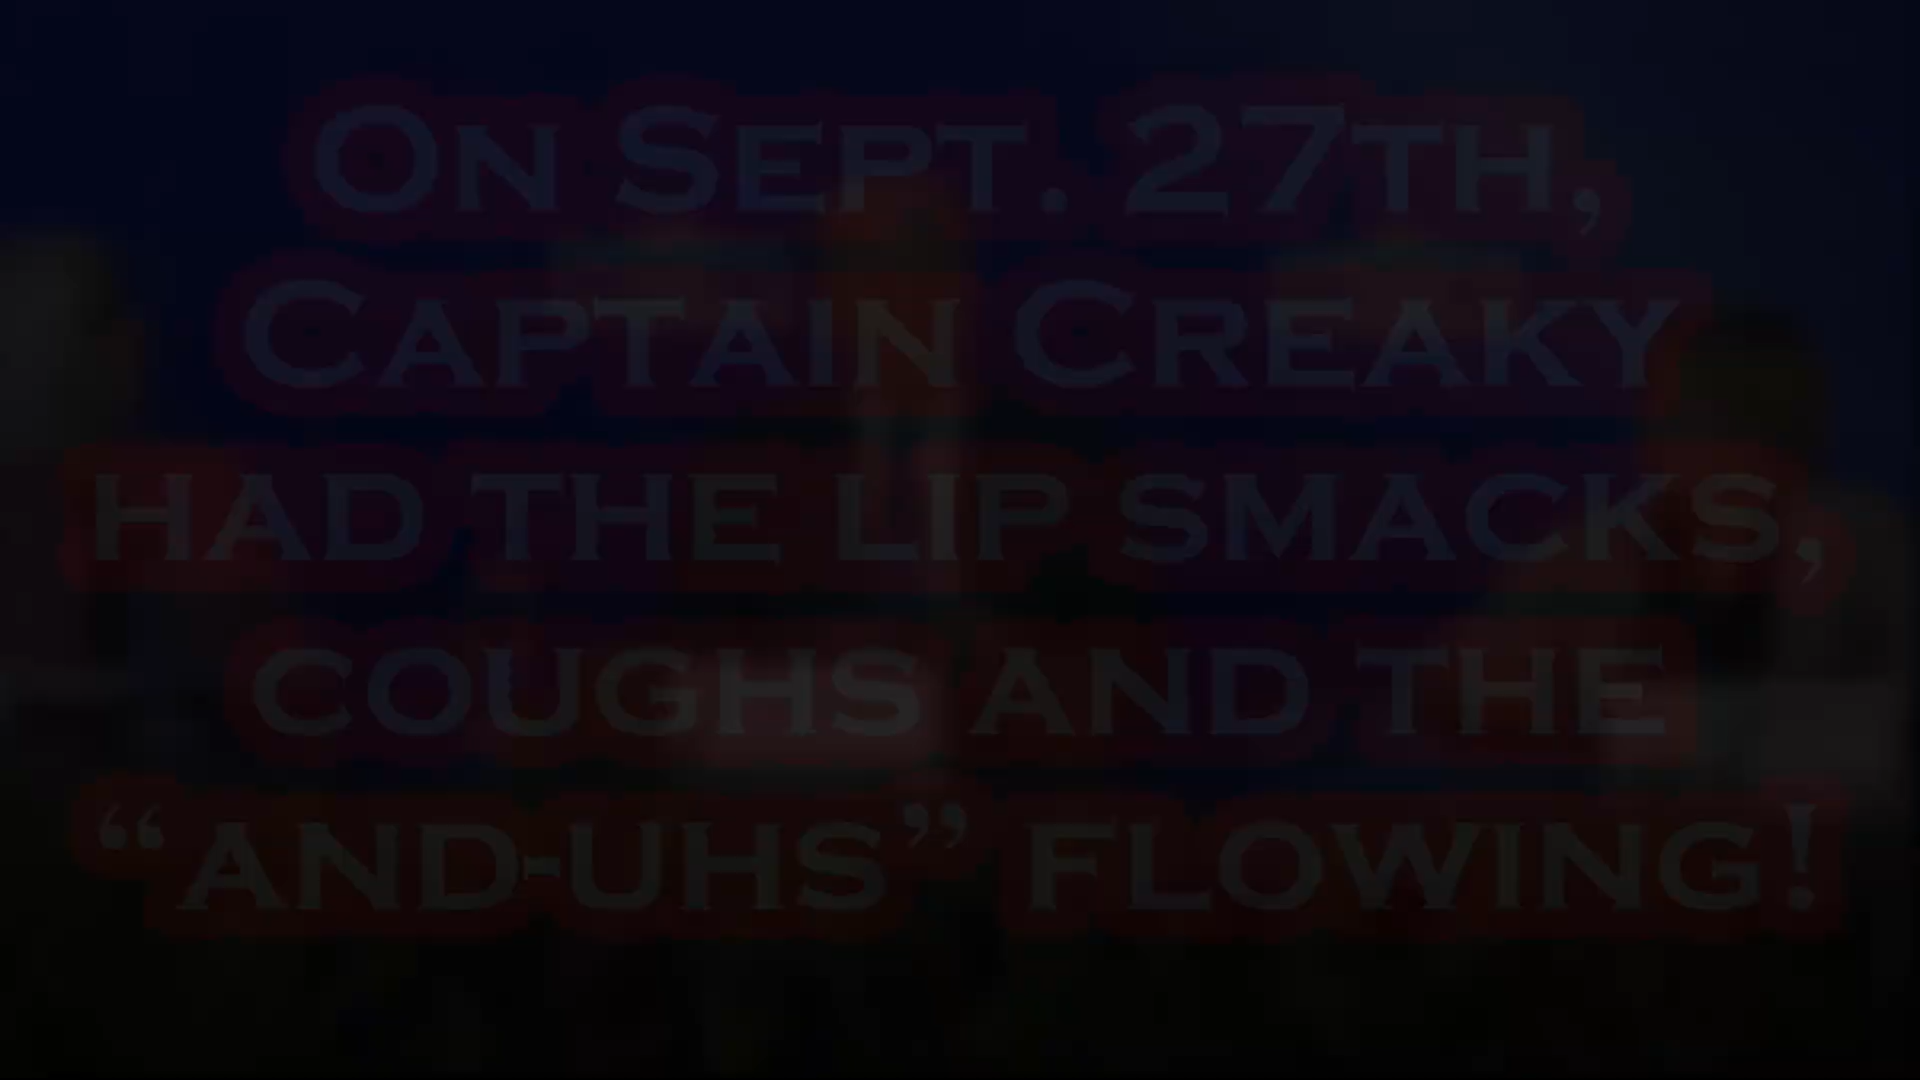 On Sept. 27th,
Captain Creaky
had the lip smacks,
coughs and the
“and-uhs” flowing!